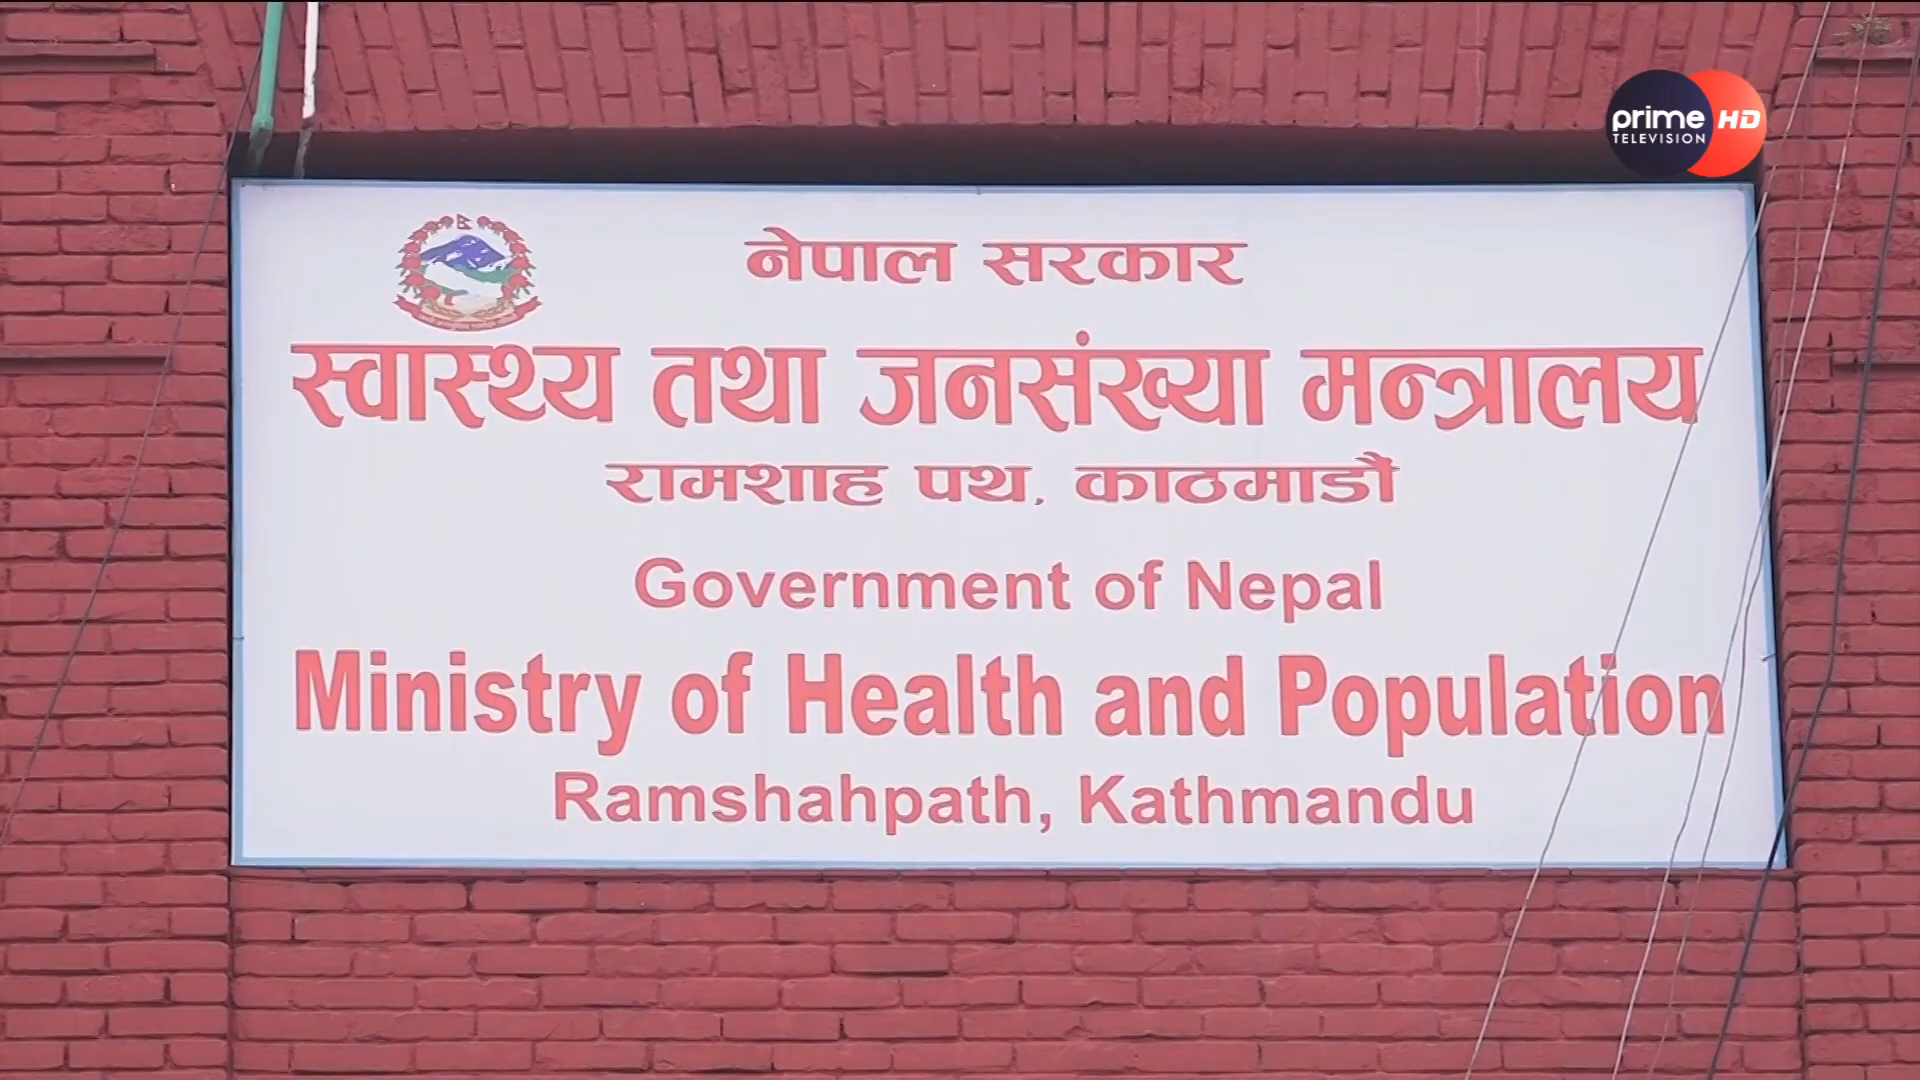 prime HD
TELEVISION
नेपाल सरकार
स्वास्थ्य तथा जनसंख्या मन्त्रालय
रामशाह पथ, काठमाडौं
Government of Nepal
Ministry of Health and Population
Ramshahpath, Kathmandu